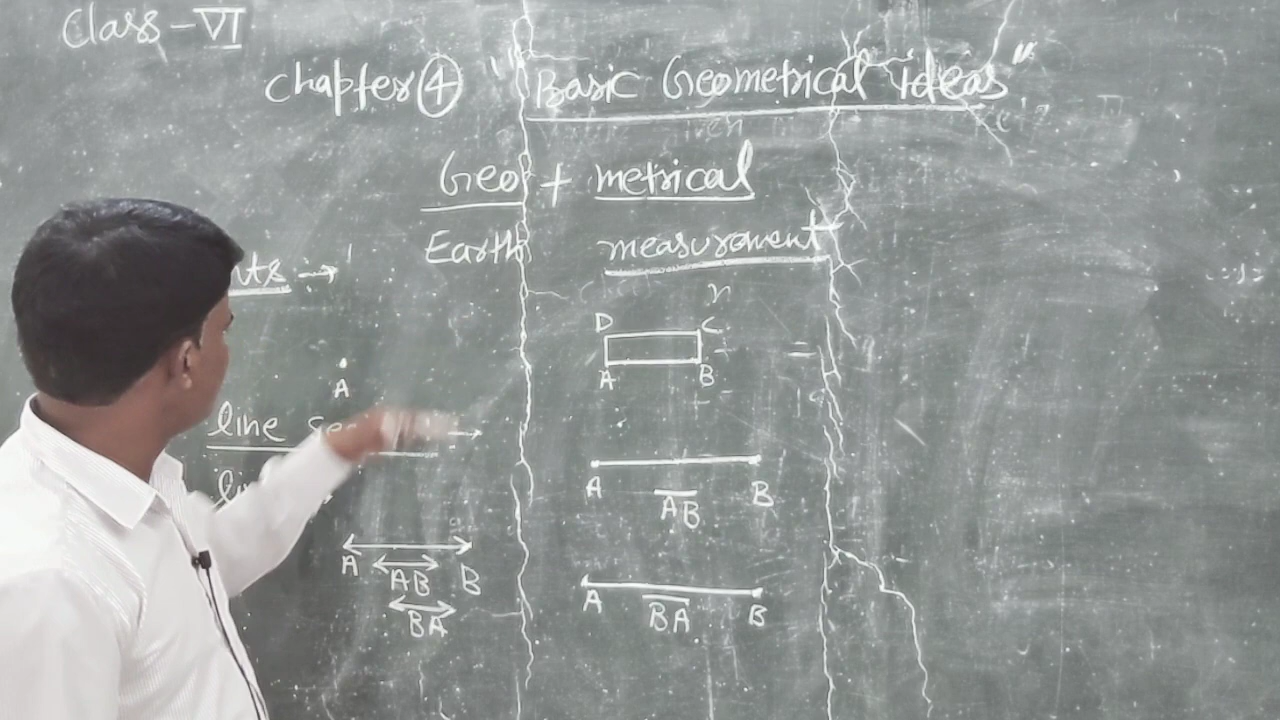 Class - VI
Chapter ④ "Basic Geometrical ideas"
Geo + metrical
Earth measurement
D C
A B
A
line
A B
AB
A B
AB
BA
A B
BA